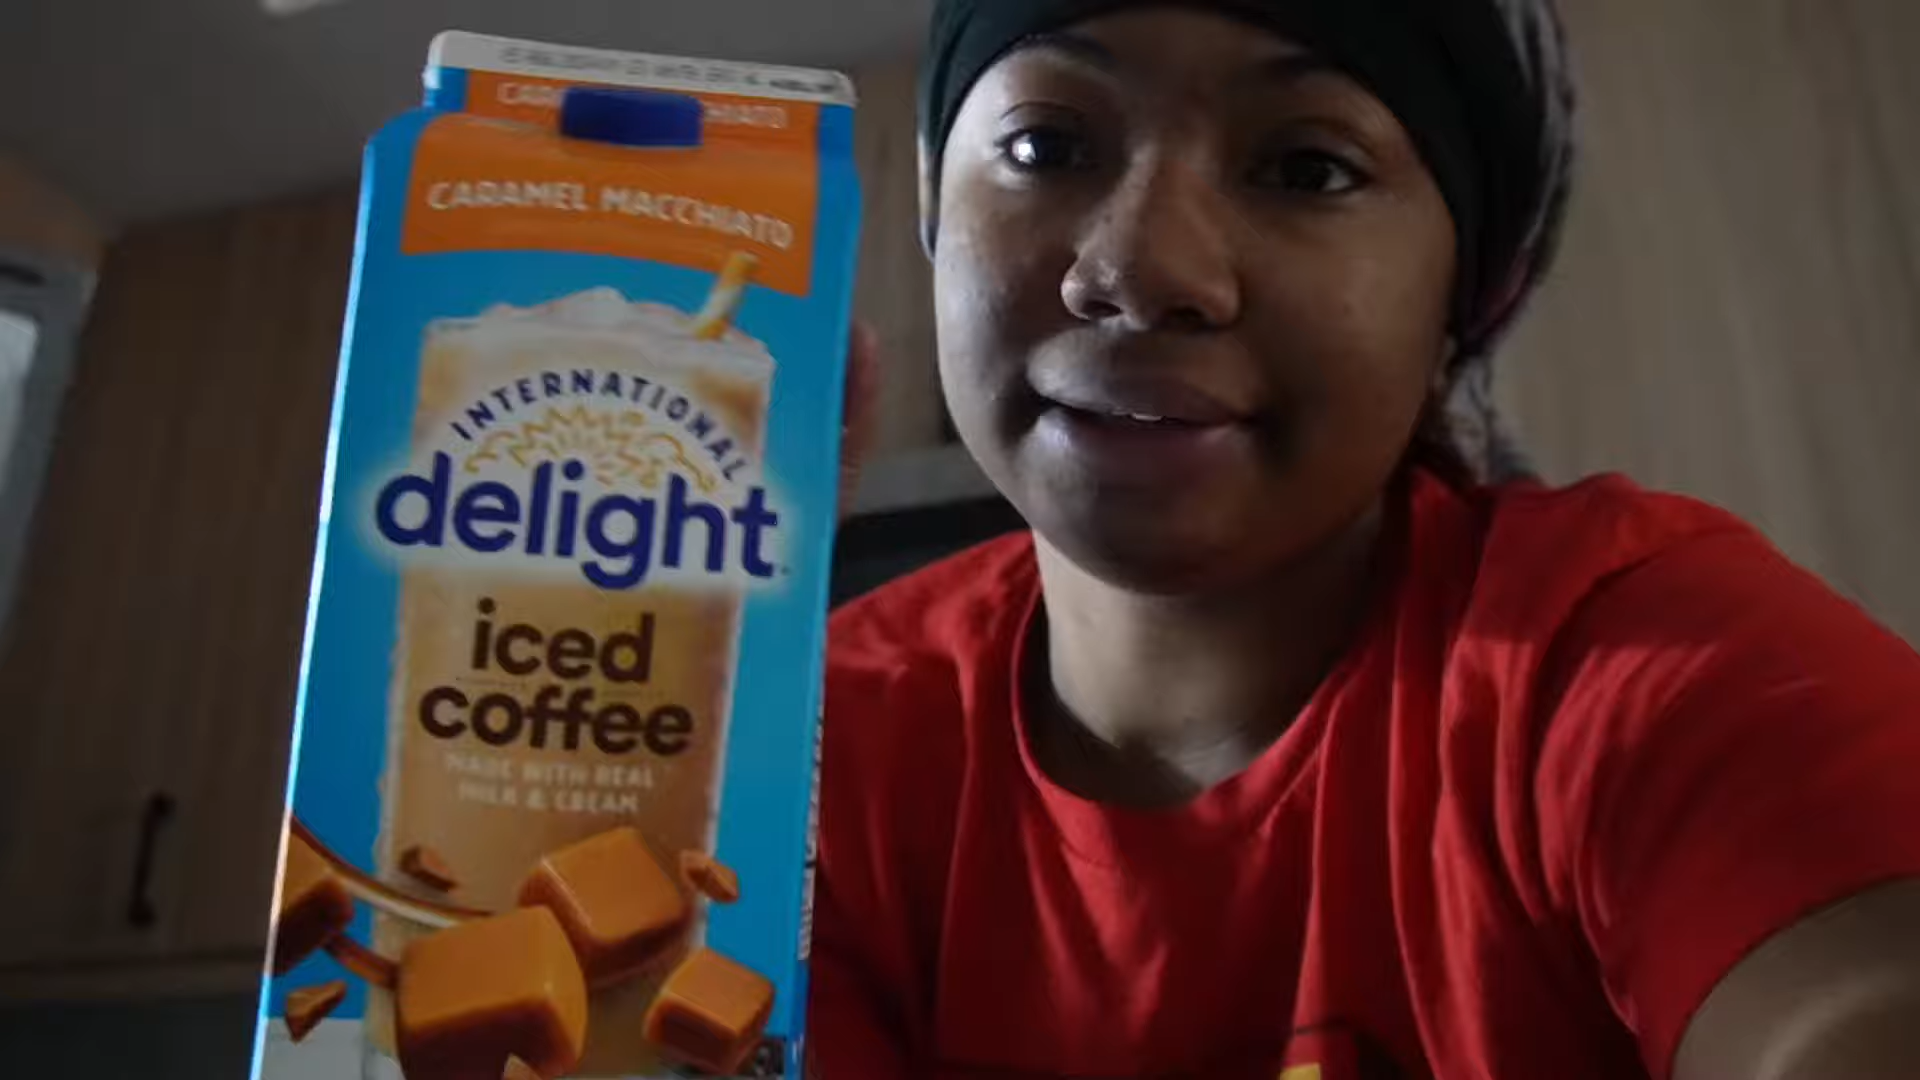 CARAMEL MACCHIATO
INTERNATIONAL
delight
iced
coffee
MADE WITH REAL
MILK & CREAM